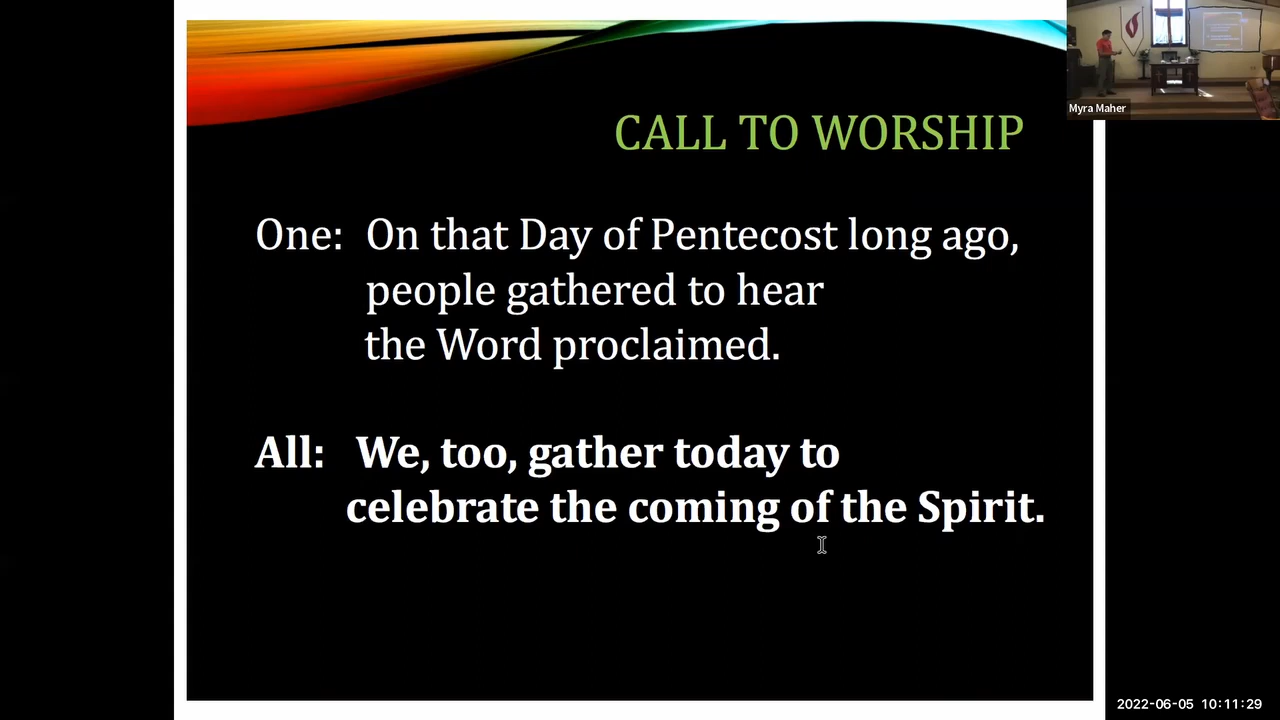 Myra Maher
CALL TO WORSHIP
One: On that Day of Pentecost long ago,
people gathered to hear
the Word proclaimed.
All: We, too, gather today to
celebrate the coming of the Spirit.
2022-06-05 10:11:29